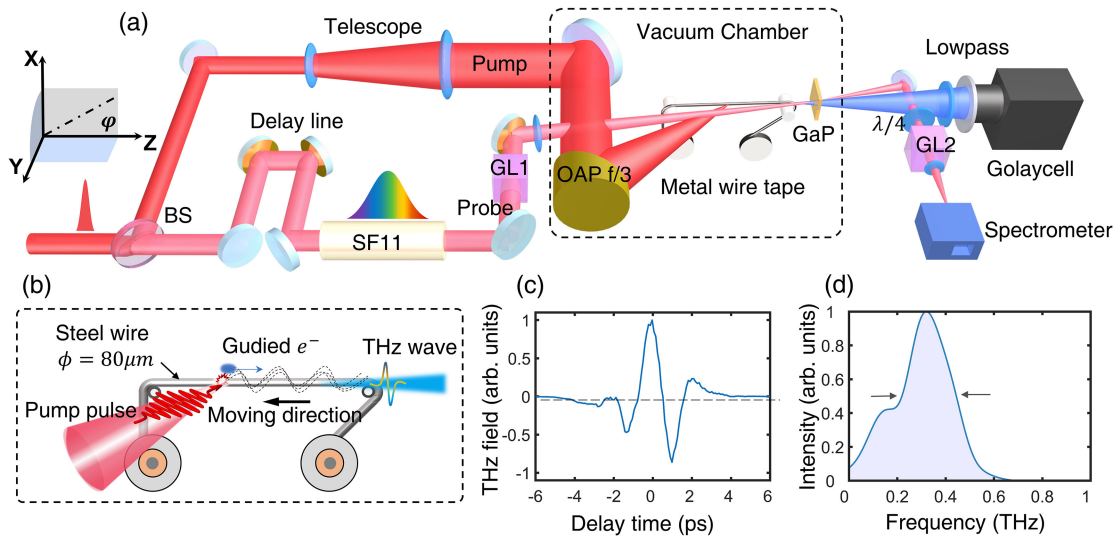 (a)
Telescope
Vacuum Chamber
Lowpass
X
Pump
φ
Z
Y
Delay line
GaP
λ/4
GL1
GL2
OAP f/3
Golaycell
Metal wire tape
BS
Probe
SF11
Spectrometer
(b)
Steel wire
ϕ = 80μm
Gudied e⁻
THz wave
Pump pulse
Moving direction
(c)
THz field (arb. units)
1
0.5
0
-0.5
-1
-6
-4
-2
0
2
4
6
Delay time (ps)
(d)
Intensity (arb. units)
1
0.8
0.6
0.4
0.2
0
0
0.2
0.4
0.6
0.8
1
Frequency (THz)